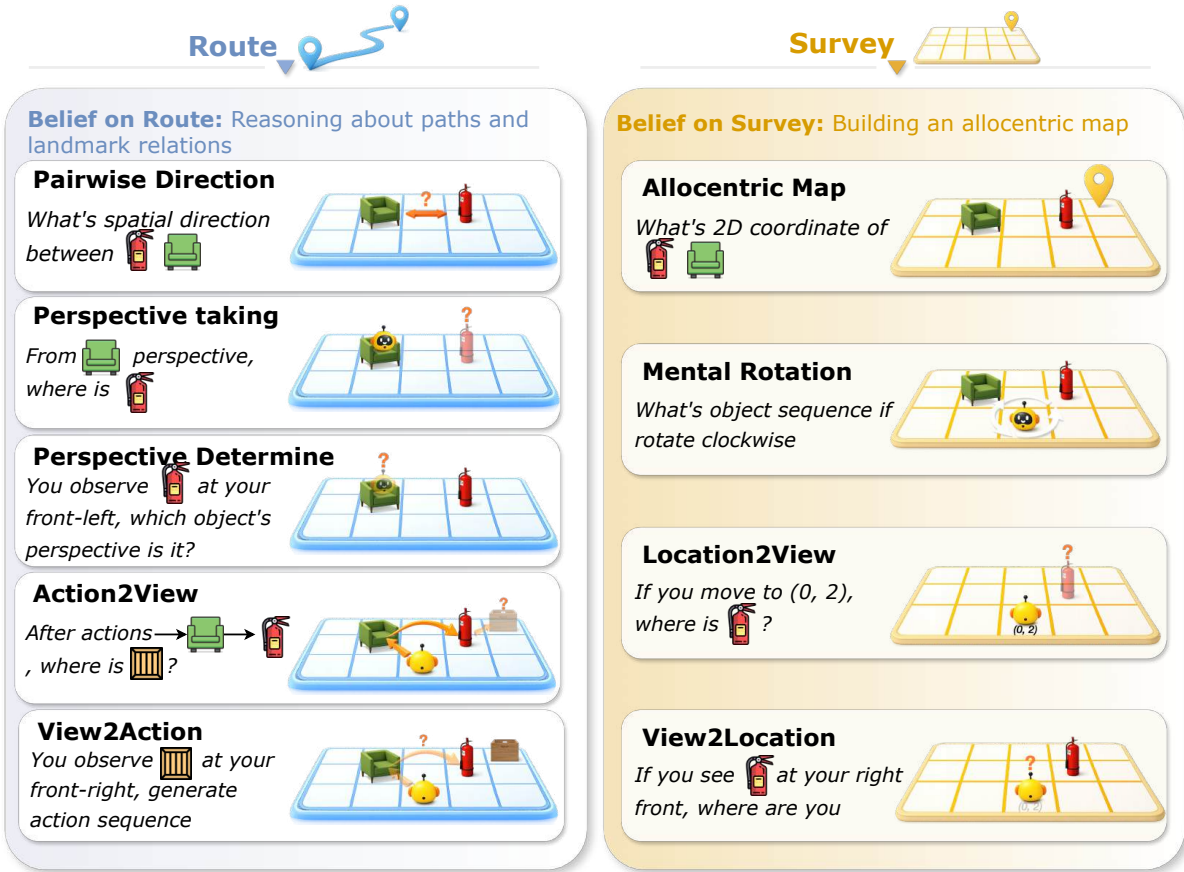 Route
Survey
Belief on Route: Reasoning about paths and
landmark relations
Pairwise Direction
What's spatial direction
between
?
Perspective taking
From perspective,
where is
?
Perspective Determine
You observe at your
front-left, which object's
perspective is it?
?
Action2View
After actions
, where is ?
?
View2Action
You observe at your
front-right, generate
action sequence
?
Belief on Survey: Building an allocentric map
Allocentric Map
What's 2D coordinate of
Mental Rotation
What's object sequence if
rotate clockwise
Location2View
If you move to (0, 2),
where is ?
?
(0, 2)
View2Location
If you see at your right
front, where are you
?
(0, 2)